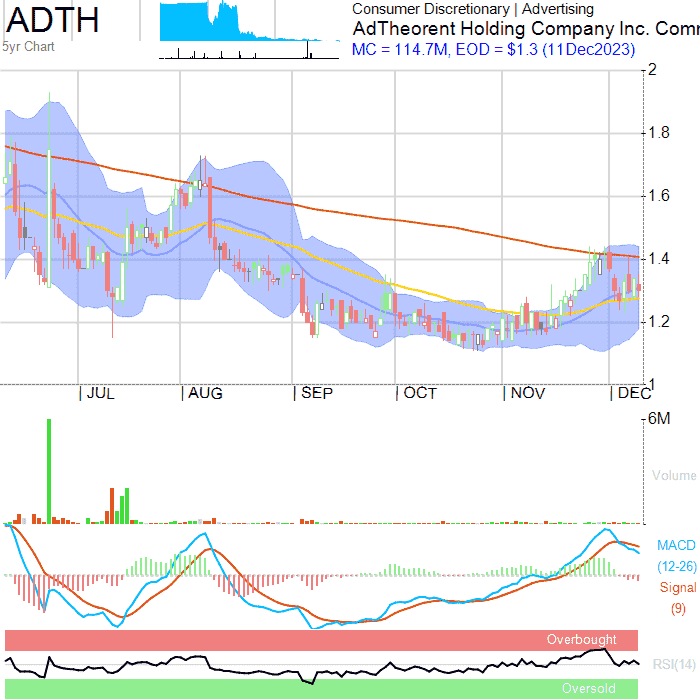 ADTH
5yr Chart
Consumer Discretionary | Advertising
AdTheorent Holding Company Inc. Comm
MC = 114.7M, EOD = $1.3 (11Dec2023)
2
1.8
1.6
1.4
1.2
1
JUL
AUG
SEP
OCT
NOV
DEC
6M
Volume
MACD
(12-26)
Signal
(9)
Overbought
RSI(14)
Oversold